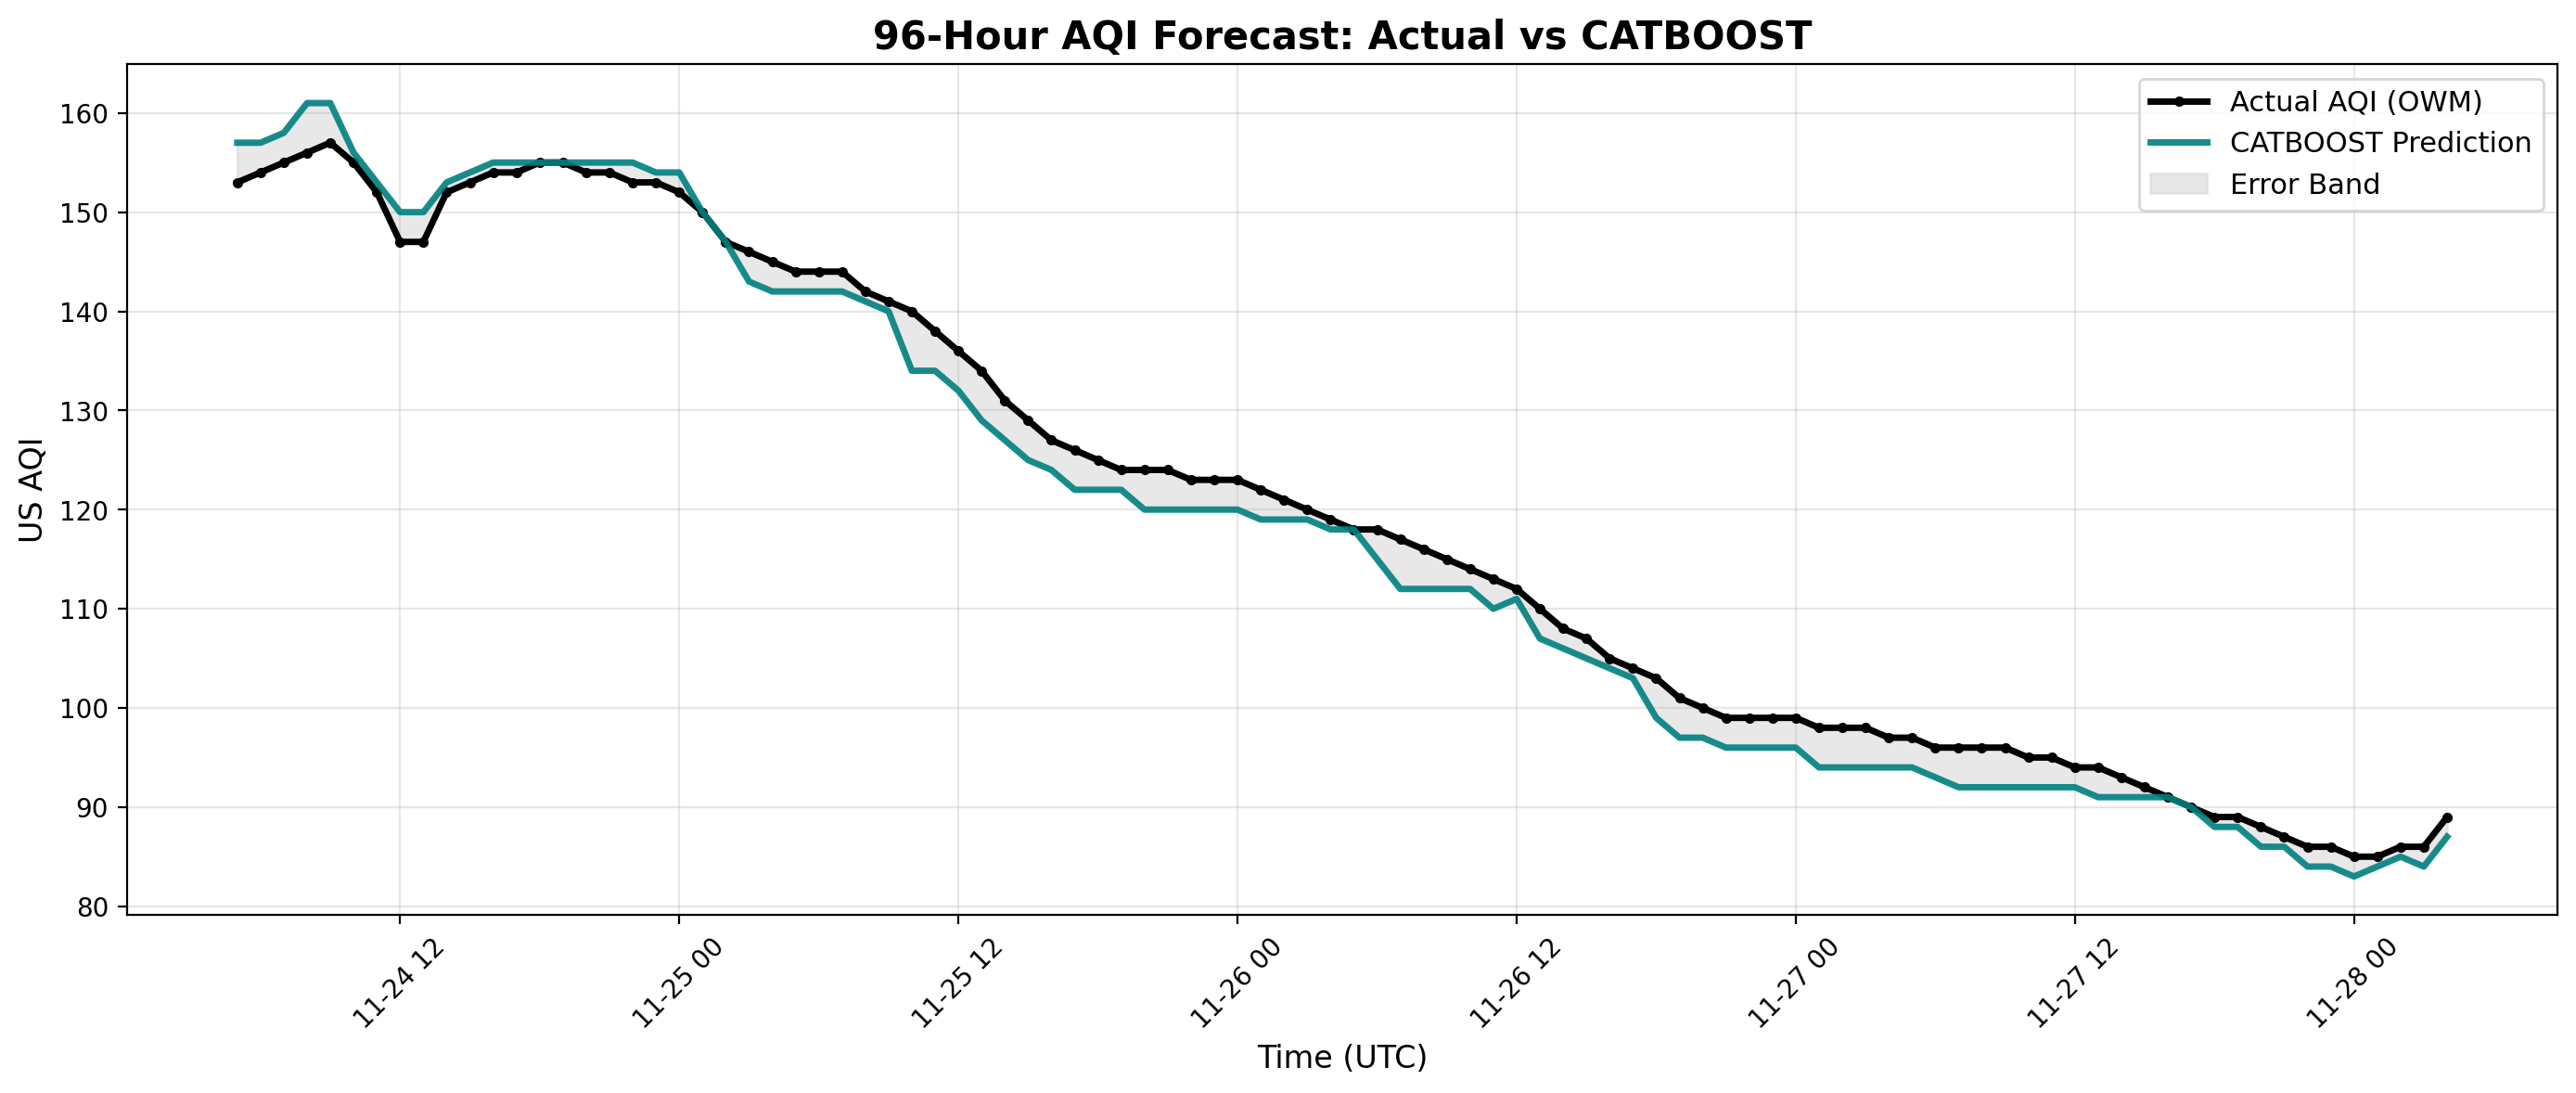 96-Hour AQI Forecast: Actual vs CATBOOST
Actual AQI (OWM)
CATBOOST Prediction
Error Band
US AQI
160
150
140
130
120
110
100
90
80
11-24 12
11-25 00
11-25 12
11-26 00
11-26 12
11-27 00
11-27 12
11-28 00
Time (UTC)